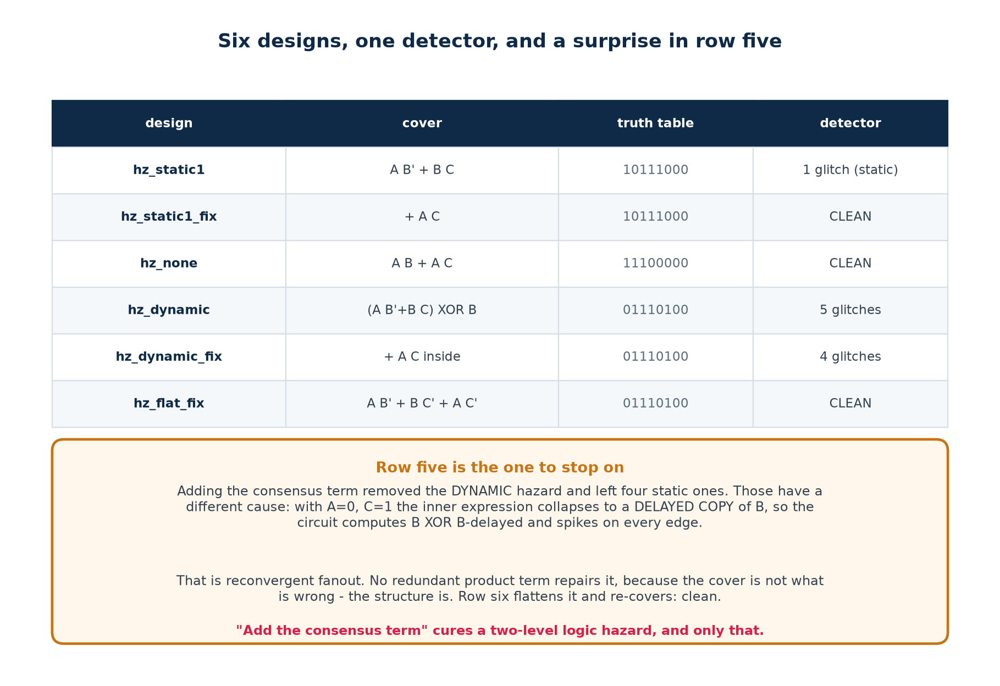 Six designs, one detector, and a surprise in row five
design cover truth table detector
hz_static1 A B' + B C 10111000 1 glitch (static)
hz_static1_fix + A C 10111000 CLEAN
hz_none A B + A C 11100000 CLEAN
hz_dynamic (A B'+B C) XOR B 01110100 5 glitches
hz_dynamic_fix + A C inside 01110100 4 glitches
hz_flat_fix A B' + B C' + A C' 01110100 CLEAN
Row five is the one to stop on
Adding the consensus term removed the DYNAMIC hazard and left four static ones. Those have a
different cause: with A=0, C=1 the inner expression collapses to a DELAYED COPY of B, so the
circuit computes B XOR B-delayed and spikes on every edge.
That is reconvergent fanout. No redundant product term repairs it, because the cover is not what
is wrong - the structure is. Row six flattens it and re-covers: clean.
"Add the consensus term" cures a two-level logic hazard, and only that.